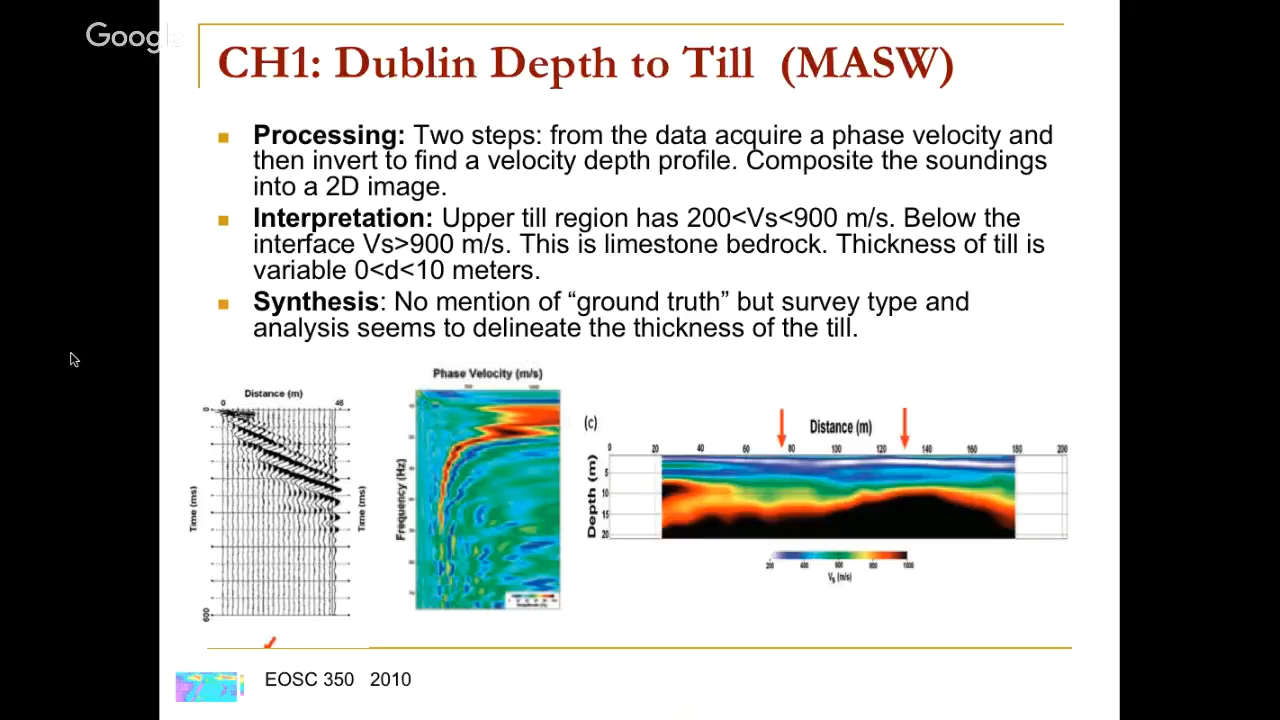 Google
CH1: Dublin Depth to Till (MASW)
Processing: Two steps: from the data acquire a phase velocity and
then invert to find a velocity depth profile. Composite the soundings
into a 2D image.
Interpretation: Upper till region has 200<Vs<900 m/s. Below the
interface Vs>900 m/s. This is limestone bedrock. Thickness of till is
variable 0<d<10 meters.
Synthesis: No mention of “ground truth” but survey type and
analysis seems to delineate the thickness of the till.
Distance (m)
0 46
0
Time (ms)
600
Time (ms)
Phase Velocity (m/s)
Frequency (Hz)
(c)
Distance (m)
0 20 40 60 80 100 120 140 160 180 200
Depth (m)
5
10
15
20
200 400 600 800 1000
Vs (m/s)
EOSC 350 2010